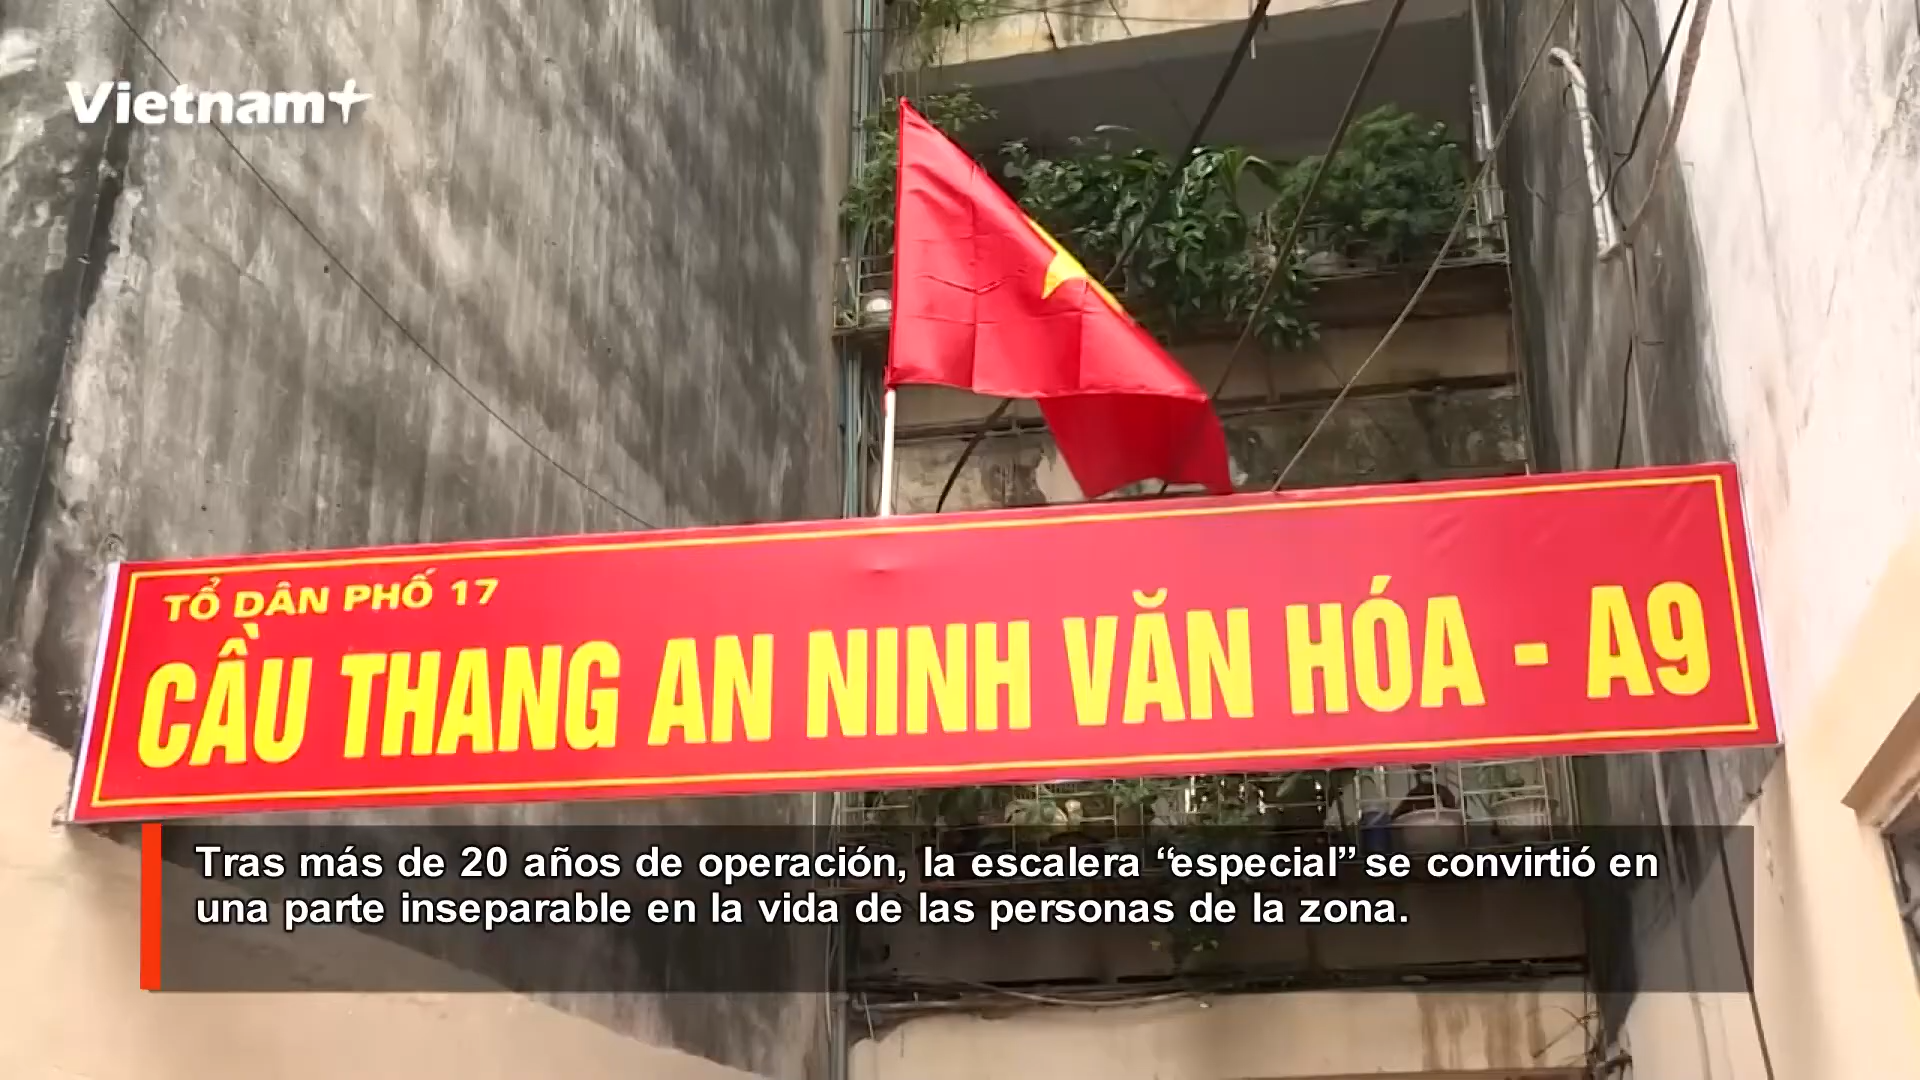 Vietnam+
TỔ DÂN PHỐ 17
CẦU THANG AN NINH VĂN HÓA - A9
Tras más de 20 años de operación, la escalera “especial” se convirtió en
una parte inseparable en la vida de las personas de la zona.